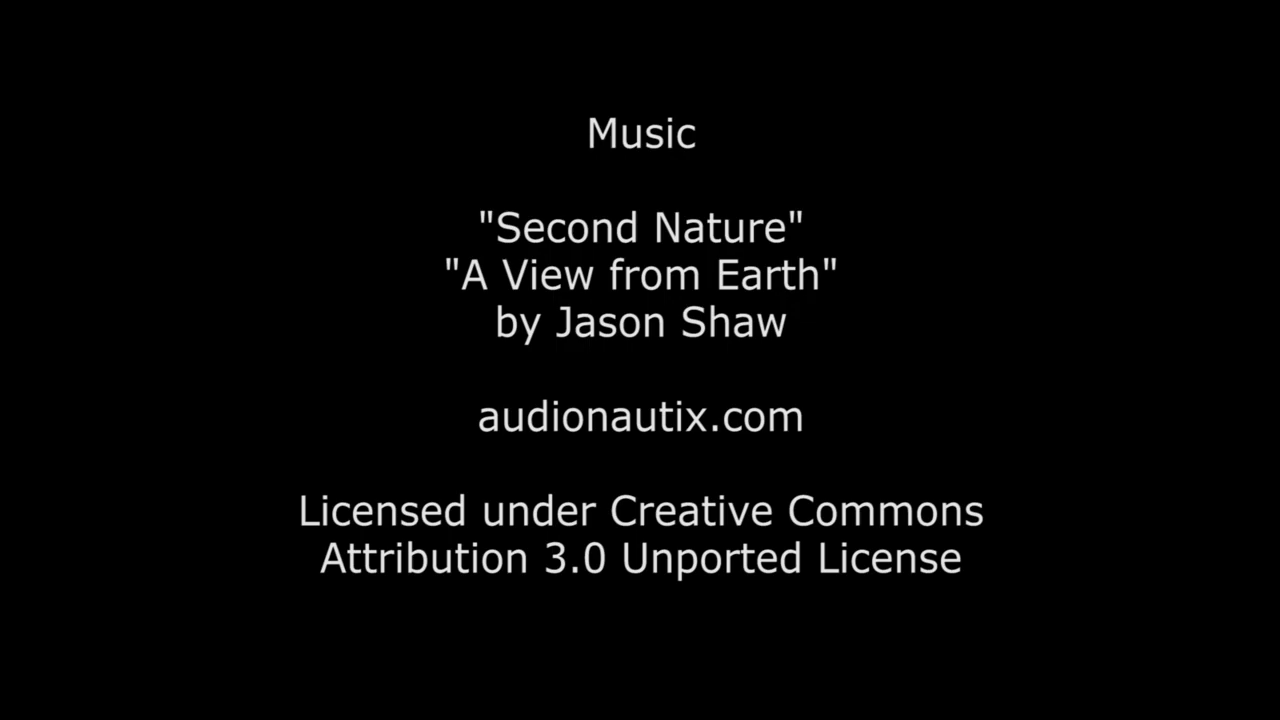 Music
"Second Nature"
"A View from Earth"
by Jason Shaw
audionautix.com
Licensed under Creative Commons
Attribution 3.0 Unported License